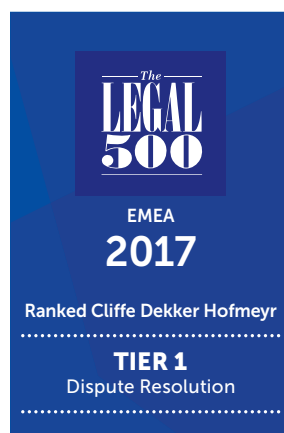 The
LEGAL
500
EMEA
2017
Ranked Cliffe Dekker Hofmeyr
TIER 1
Dispute Resolution